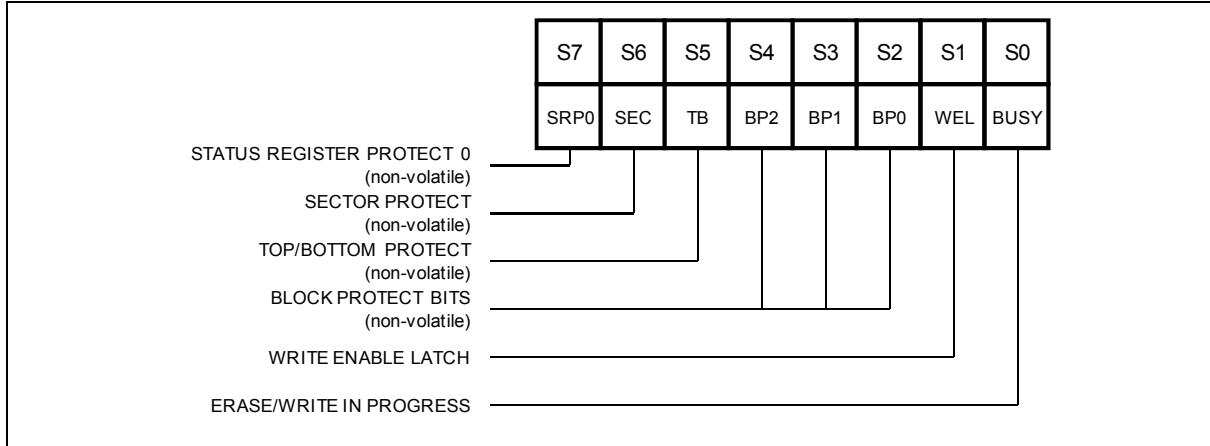 S7 S6 S5 S4 S3 S2 S1 S0
SRP0 SEC TB BP2 BP1 BP0 WEL BUSY
STATUS REGISTER PROTECT 0
(non-volatile)
SECTOR PROTECT
(non-volatile)
TOP/BOTTOM PROTECT
(non-volatile)
BLOCK PROTECT BITS
(non-volatile)
WRITE ENABLE LATCH
ERASE/WRITE IN PROGRESS